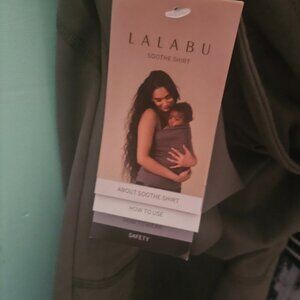 LALABU
SOOTHE SHIRT
ABOUT SOOTHE SHIRT
HOW TO USE
SAFETY